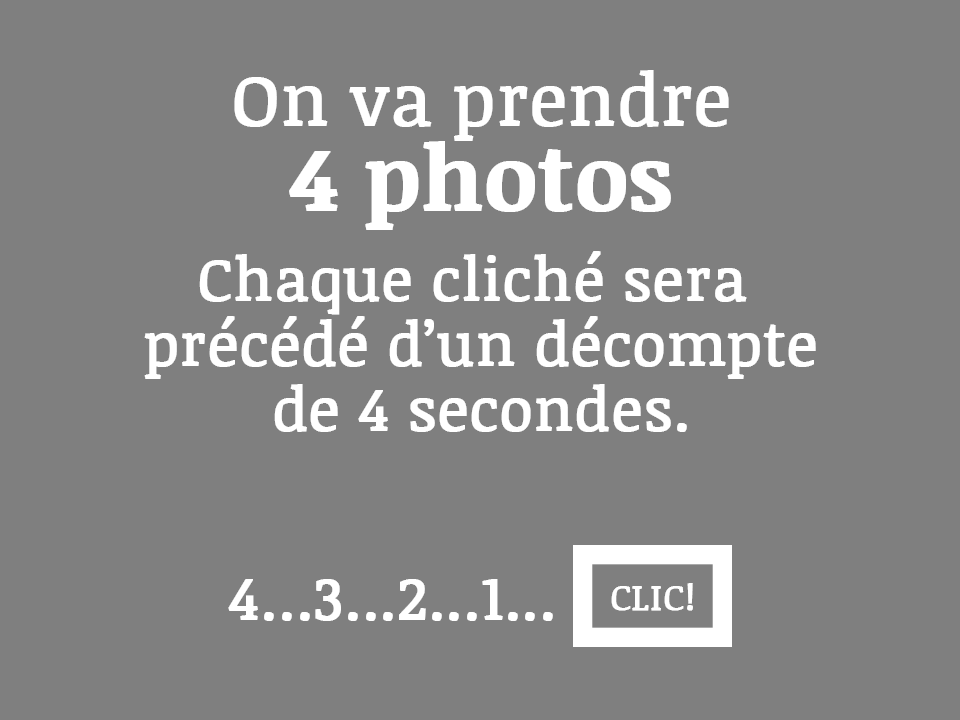 On va prendre
4 photos
Chaque cliché sera
précédé d’un décompte
de 4 secondes.
4...3...2...1... CLIC!